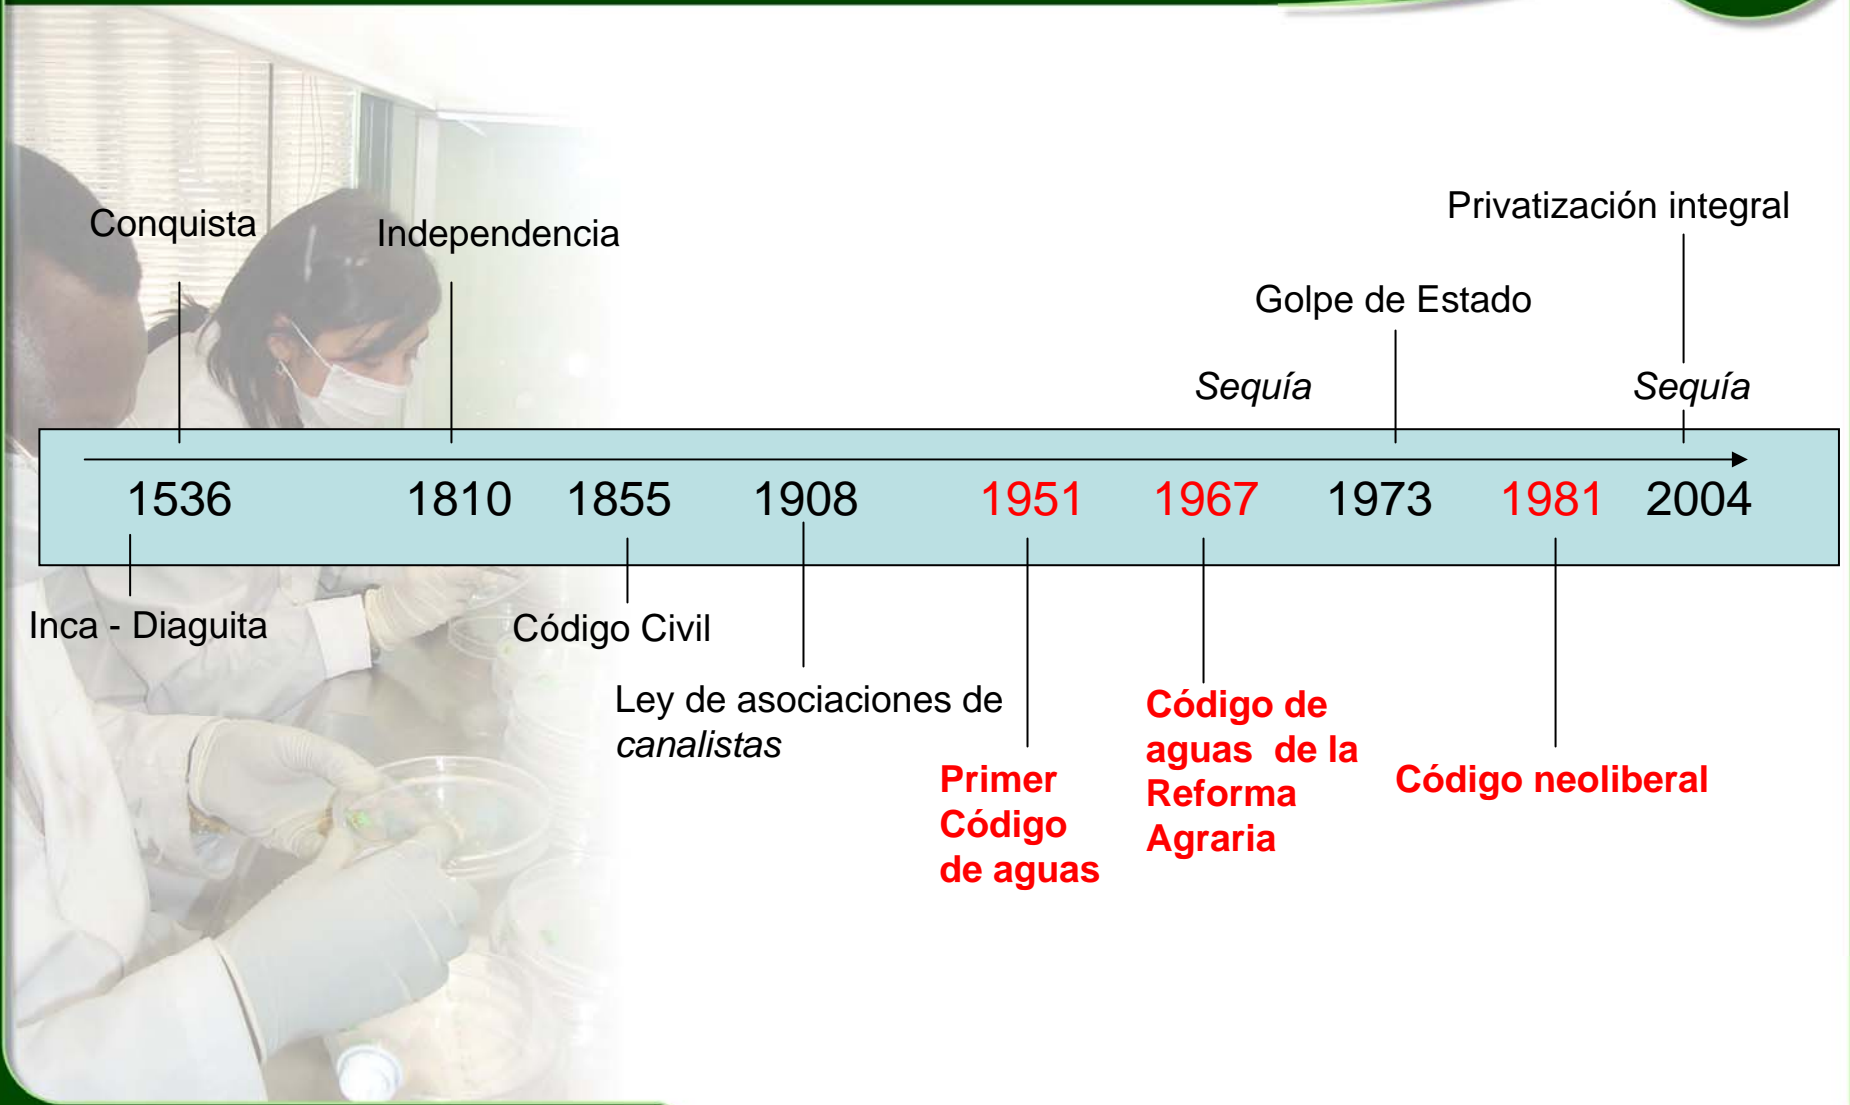 Privatización integral
Conquista
Independencia
Golpe de Estado
Sequía
Sequía
1536 1810 1855 1908 1951 1967 1973 1981 2004
Inca - Diaguita
Código Civil
Ley de asociaciones de
canalistas
Primer
Código
de aguas
Código de
aguas de la
Reforma
Agraria
Código neoliberal